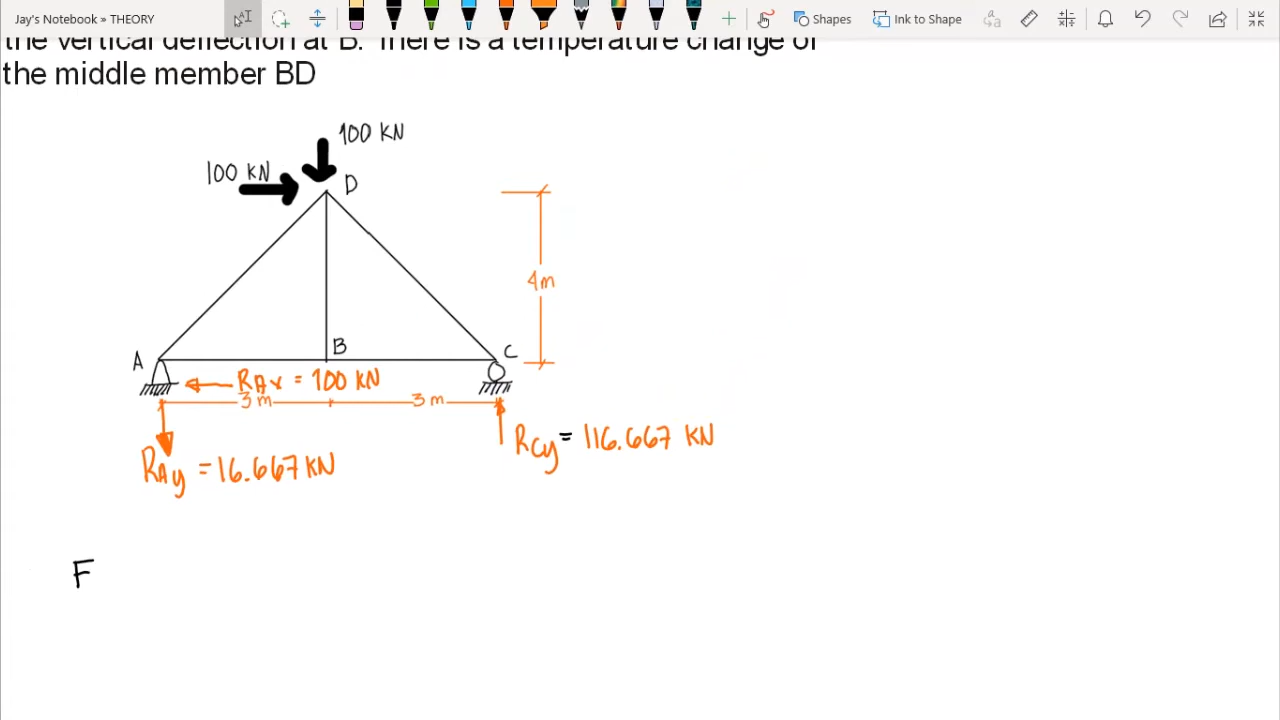 Jay's Notebook » THEORY
Shapes
Ink to Shape
the vertical deflection at B. There is a temperature change of
the middle member BD
100 KN
100 KN
D
4m
B
A
C
RAx = 100 KN
3 m
3 m
RCy = 116.667 KN
RAy = 16.667 KN
F